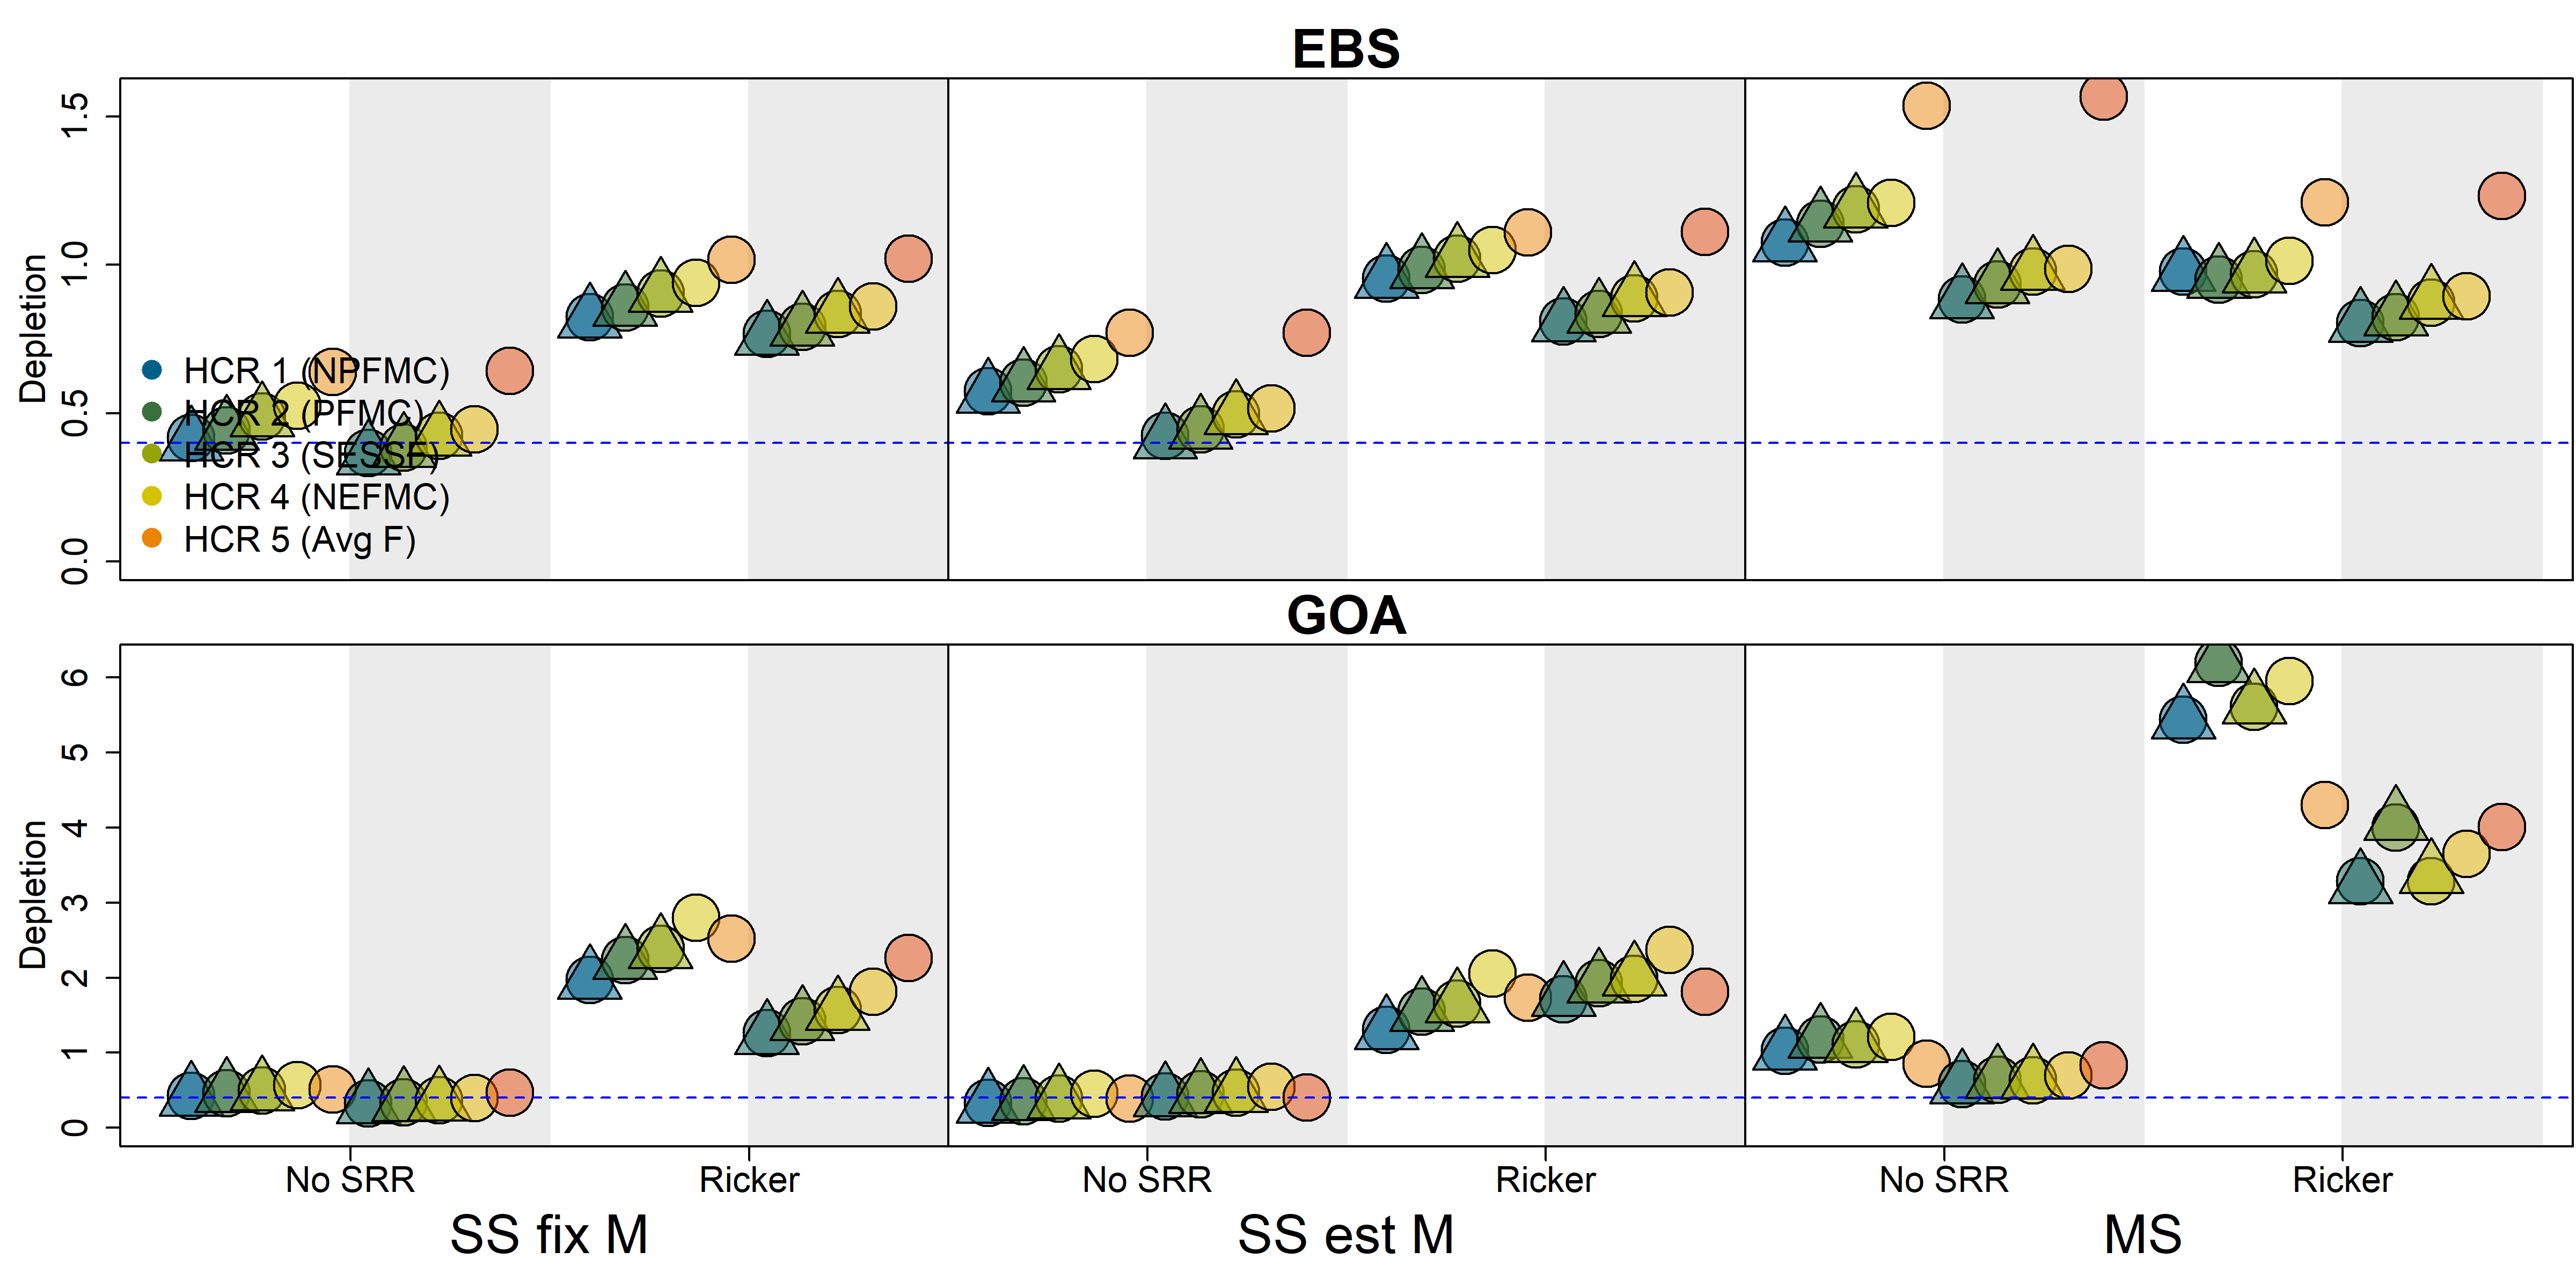 EBS
Depletion
1.5
1.0
0.5
0.0
HCR 1 (NPFMC)
HCR 2 (PFMC)
HCR 3 (SESSF)
HCR 4 (NEFMC)
HCR 5 (Avg F)
GOA
Depletion
6
5
4
3
2
1
0
No SRR Ricker No SRR Ricker No SRR Ricker
SS fix M SS est M MS